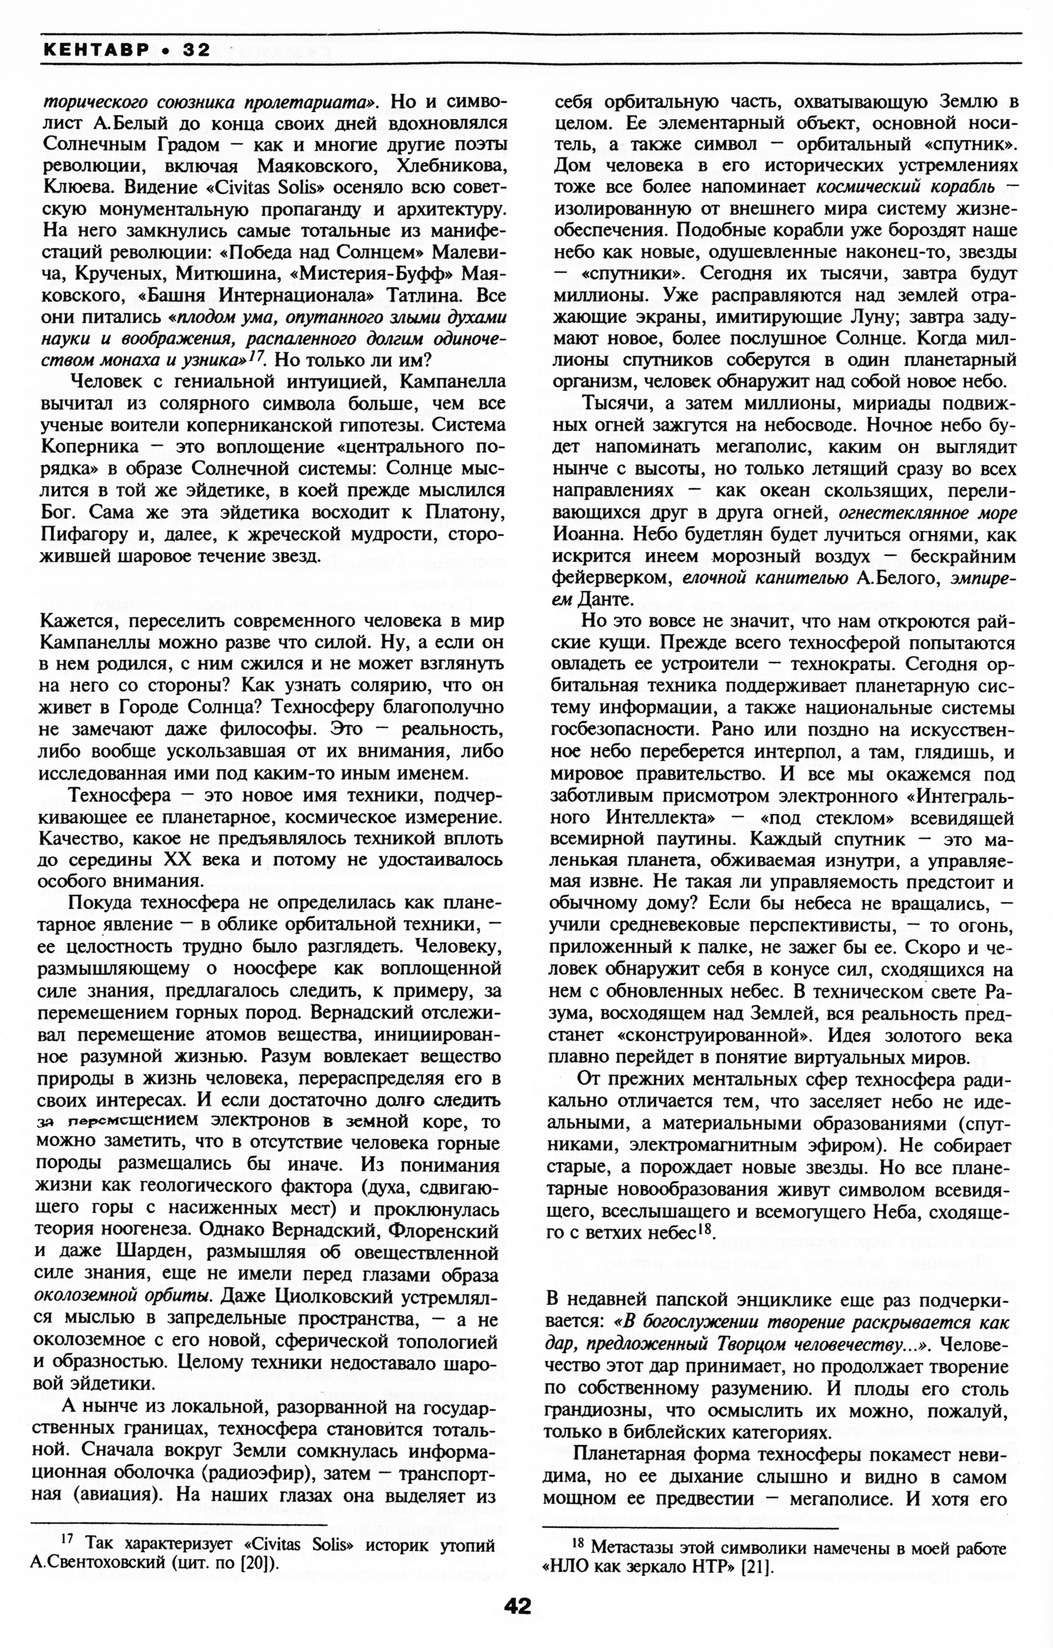 КЕНТАВР • 32
торического союзника пролетариата». Но и симво-
лист А.Белый до конца своих дней вдохновлялся
Солнечным Градом — как и многие другие поэты
революции, включая Маяковского, Хлебникова,
Клюева. Видение «Civitas Solis» осеняло всю совет-
скую монументальную пропаганду и архитектуру.
На него замкнулись самые тотальные из манифе-
стаций революции: «Победа над Солнцем» Малеви-
ча, Крученых, Митюшина, «Мистерия-Буфф» Мая-
ковского, «Башня Интернационала» Татлина. Все
они питались «плодом ума, опутанного злыми духами
науки и воображения, распаленного долгим одиноче-
ством монаха и узника»17. Но только ли им?
Человек с гениальной интуицией, Кампанелла
вычитал из солярного символа больше, чем все
ученые воители коперниканской гипотезы. Система
Коперника — это воплощение «центрального по-
рядка» в образе Солнечной системы: Солнце мыс-
лится в той же эйдетике, в коей прежде мыслился
Бог. Сама же эта эйдетика восходит к Платону,
Пифагору и, далее, к жреческой мудрости, сторо-
жившей шаровое течение звезд.
Кажется, переселить современного человека в мир
Кампанеллы можно разве что силой. Ну, а если он
в нем родился, с ним сжился и не может взглянуть
на него со стороны? Как узнать солярию, что он
живет в Городе Солнца? Техносферу благополучно
не замечают даже философы. Это — реальность,
либо вообще ускользавшая от их внимания, либо
исследованная ими под каким-то иным именем.
Техносфера — это новое имя техники, подчер-
кивающее ее планетарное, космическое измерение.
Качество, какое не предъявлялось техникой вплоть
до середины XX века и потому не удостаивалось
особого внимания.
Покуда техносфера не определилась как плане-
тарное явление — в облике орбитальной техники, —
ее целостность трудно было разглядеть. Человеку,
размышляющему о ноосфере как воплощенной
силе знания, предлагалось следить, к примеру, за
перемещением горных пород. Вернадский отслежи-
вал перемещение атомов вещества, инициирован-
ное разумной жизнью. Разум вовлекает вещество
природы в жизнь человека, перераспределяя его в
своих интересах. И если достаточно долго следить
за перемещением электронов в земной коре, то
можно заметить, что в отсутствие человека горные
породы размещались бы иначе. Из понимания
жизни как геологического фактора (духа, сдвигаю-
щего горы с насиженных мест) и проклюнулась
теория ноогенеза. Однако Вернадский, Флоренский
и даже Шарден, размышляя об овеществленной
силе знания, еще не имели перед глазами образа
околоземной орбиты. Даже Циолковский устремлял-
ся мыслью в запредельные пространства, — а не
околоземное с его новой, сферической топологией
и образностью. Целому техники недоставало шаро-
вой эйдетики.
А нынче из локальной, разорванной на государ-
ственных границах, техносфера становится тоталь-
ной. Сначала вокруг Земли сомкнулась информа-
ционная оболочка (радиоэфир), затем — транспорт-
ная (авиация). На наших глазах она выделяет из
17 Так характеризует «Civitas Solis» историк утопий
А.Свентоховский (цит. по [20]).
себя орбитальную часть, охватывающую Землю в
целом. Ее элементарный объект, основной носи-
тель, а также символ — орбитальный «спутник».
Дом человека в его исторических устремлениях
тоже все более напоминает космический корабль —
изолированную от внешнего мира систему жизне-
обеспечения. Подобные корабли уже бороздят наше
небо как новые, одушевленные наконец-то, звезды
— «спутники». Сегодня их тысячи, завтра будут
миллионы. Уже расправляются над землей отра-
жающие экраны, имитирующие Луну; завтра заду-
мают новое, более послушное Солнце. Когда мил-
лионы спутников соберутся в один планетарный
организм, человек обнаружит над собой новое небо.
Тысячи, а затем миллионы, мириады подвиж-
ных огней зажгутся на небосводе. Ночное небо бу-
дет напоминать мегаполис, каким он выглядит
нынче с высоты, но только летящий сразу во всех
направлениях — как океан скользящих, перели-
вающихся друг в друга огней, огнестеклянное море
Иоанна. Небо будетлян будет лучиться огнями, как
искрится инеем морозный воздух — бескрайним
фейерверком, елочной канителью А.Белого, эмпире-
ем Данте.
Но это вовсе не значит, что нам откроются рай-
ские кущи. Прежде всего техносферой попытаются
овладеть ее устроители — технократы. Сегодня ор-
битальная техника поддерживает планетарную сис-
тему информации, а также национальные системы
госбезопасности. Рано или поздно на искусствен-
ное небо переберется интерпол, а там, глядишь, и
мировое правительство. И все мы окажемся под
заботливым присмотром электронного «Интеграль-
ного Интеллекта» — «под стеклом» всевидящей
всемирной паутины. Каждый спутник — это ма-
ленькая планета, обживаемая изнутри, а управляе-
мая извне. Не такая ли управляемость предстоит и
обычному дому? Если бы небеса не вращались, —
учили средневековые перспективисты, — то огонь,
приложенный к палке, не зажег бы ее. Скоро и че-
ловек обнаружит себя в конусе сил, сходящихся на
нем с обновленных небес. В техническом свете Ра-
зума, восходящем над Землей, вся реальность пред-
станет «сконструированной». Идея золотого века
плавно перейдет в понятие виртуальных миров.
От прежних ментальных сфер техносфера ради-
кально отличается тем, что заселяет небо не иде-
альными, а материальными образованиями (спут-
никами, электромагнитным эфиром). Не собирает
старые, а порождает новые звезды. Но все плане-
тарные новообразования живут символом всевидя-
щего, всеслышащего и всемогущего Неба, сходяще-
го с ветхих небес18.
В недавней папской энциклике еще раз подчерки-
вается: «В богослужении творение раскрывается как
дар, предложенный Творцом человечеству...». Челове-
чество этот дар принимает, но продолжает творение
по собственному разумению. И плоды его столь
грандиозны, что осмыслить их можно, пожалуй,
только в библейских категориях.
Планетарная форма техносферы покамест неви-
дима, но ее дыхание слышно и видно в самом
мощном ее предвестии — мегаполисе. И хотя его
18 Метастазы этой символики намечены в моей работе
«НЛО как зеркало НТР» [21].
42